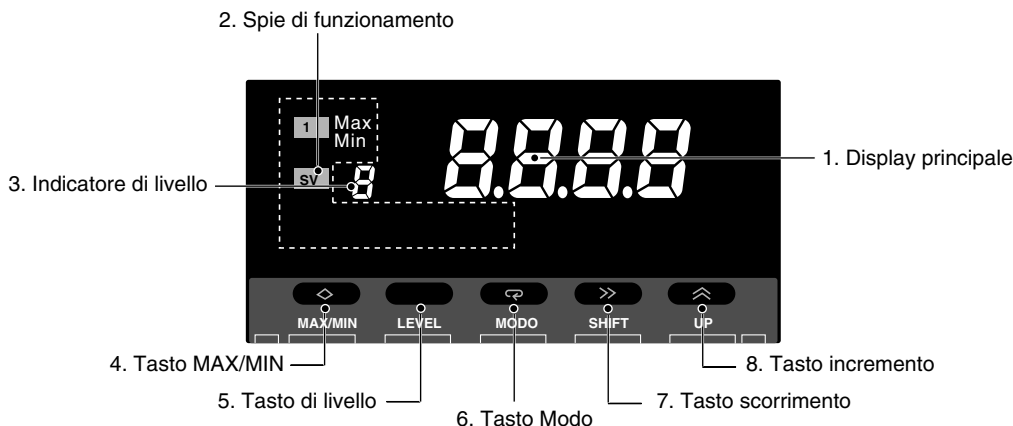 2. Spie di funzionamento
1 Max
Min
8.8.8.8
1. Display principale
3. Indicatore di livello
SV 8
MAX/MIN LEVEL MODO SHIFT UP
4. Tasto MAX/MIN
8. Tasto incremento
5. Tasto di livello
7. Tasto scorrimento
6. Tasto Modo